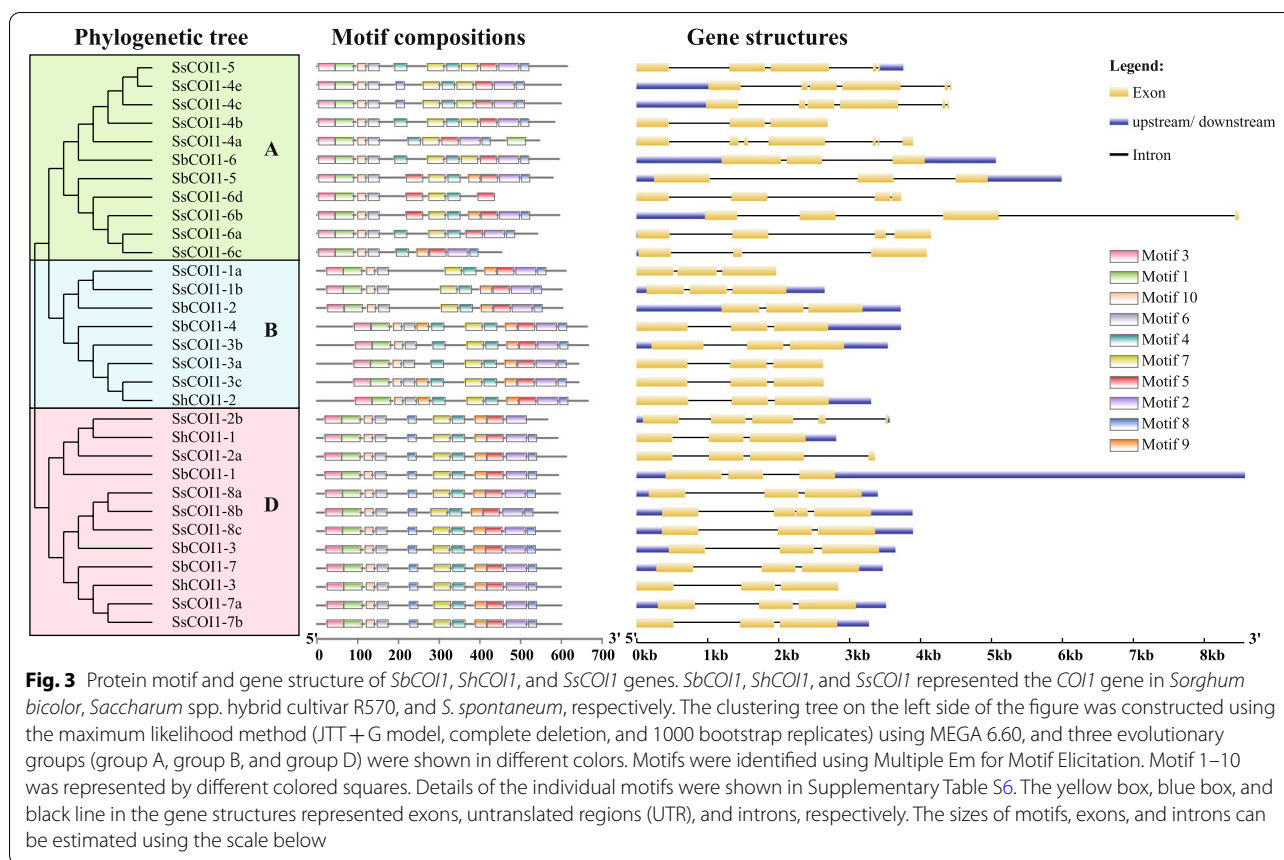 Phylogenetic tree
Motif compositions
Gene structures
SsCOI1-5
SsCOI1-4e
SsCOI1-4c
SsCOI1-4b
SsCOI1-4a
SbCOI1-6
SbCOI1-5
SsCOI1-6d
SsCOI1-6b
SsCOI1-6a
SsCOI1-6c
A
SsCOI1-1a
SsCOI1-1b
SbCOI1-2
SbCOI1-4
SsCOI1-3b
SsCOI1-3a
SsCOI1-3c
ShCOI1-2
B
SsCOI1-2b
ShCOI1-1
SsCOI1-2a
SbCOI1-1
SsCOI1-8a
SsCOI1-8b
SsCOI1-8c
SbCOI1-3
SbCOI1-7
ShCOI1-3
SsCOI1-7a
SsCOI1-7b
D
5' 3'
0 100 200 300 400 500 600 700
5' 3'
0kb 1kb 2kb 3kb 4kb 5kb 6kb 7kb 8kb
Legend:
Exon
upstream/ downstream
Intron
Motif 3
Motif 1
Motif 10
Motif 6
Motif 4
Motif 7
Motif 5
Motif 2
Motif 8
Motif 9
Fig. 3 Protein motif and gene structure of SbCOI1, ShCOI1, and SsCOI1 genes. SbCOI1, ShCOI1, and SsCOI1 represented the COI1 gene in Sorghum
bicolor, Saccharum spp. hybrid cultivar R570, and S. spontaneum, respectively. The clustering tree on the left side of the figure was constructed using
the maximum likelihood method (JTT + G model, complete deletion, and 1000 bootstrap replicates) using MEGA 6.60, and three evolutionary
groups (group A, group B, and group D) were shown in different colors. Motifs were identified using Multiple Em for Motif Elicitation. Motif 1–10
was represented by different colored squares. Details of the individual motifs were shown in Supplementary Table S6. The yellow box, blue box, and
black line in the gene structures represented exons, untranslated regions (UTR), and introns, respectively. The sizes of motifs, exons, and introns can
be estimated using the scale below